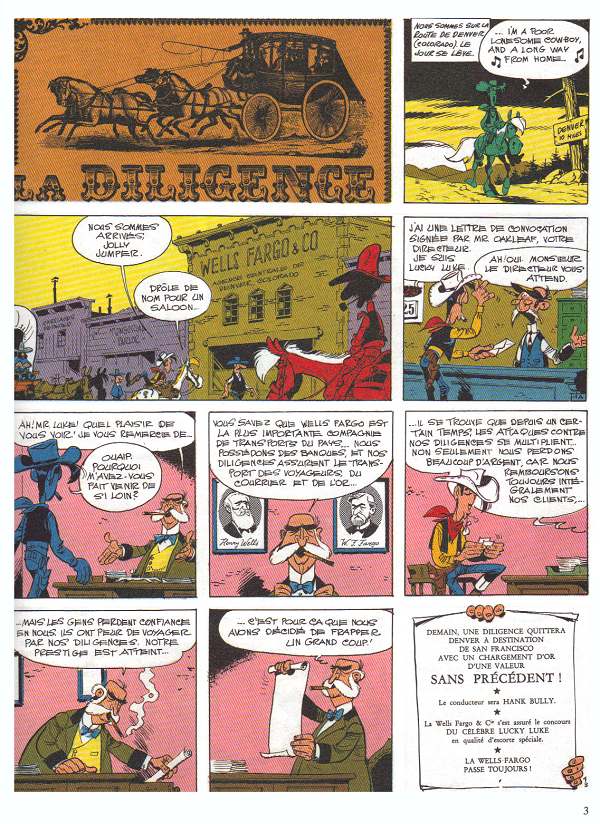 LA DILIGENCE
NOUS SOMMES SUR LA
ROUTE DE DENVER
(COLORADO). LE
JOUR SE LÈVE.
... I'M A POOR
LONESOME COWBOY,
AND A LONG WAY
FROM HOME...
DENVER
10 MILES
NOUS SOMMES
ARRIVÉS,
JOLLY
JUMPER.
DRÔLE DE
NOM POUR UN
SALOON...
WELLS FARGO & CO
J'AI UNE LETTRE DE CONVOCATION
SIGNÉE PAR MR OAKLEAF, VOTRE
DIRECTEUR.
JE SUIS
LUCKY LUKE.
AH! OUI. MONSIEUR
LE DIRECTEUR VOUS
ATTEND.
25
1A
AH! MR LUKE! QUEL PLAISIR DE
VOUS VOIR! JE VOUS REMERCIE DE...
OUAIP.
POURQUOI
M'AVEZ-VOUS
FAIT VENIR DE
SI LOIN?
VOUS SAVEZ QUE WELLS FARGO EST
LA PLUS IMPORTANTE COMPAGNIE
DE TRANSPORTS DU PAYS... NOUS
POSSÉDONS DES BANQUES, ET NOS
DILIGENCES ASSURENT LE TRANS-
PORT DES VOYAGEURS, DU
COURRIER ET DE L'OR...
Henry Wells
W. F. Fargo
...IL SE TROUVE QUE DEPUIS UN CER-
TAIN TEMPS, LES ATTAQUES CONTRE
NOS DILIGENCES SE MULTIPLIENT.
NON SEULEMENT NOUS PERDONS
BEAUCOUP D'ARGENT, CAR NOUS
REMBOURSONS
TOUJOURS INTÉ-
GRALEMENT
NOS CLIENTS,...
...MAIS LES GENS PERDENT CONFIANCE
EN NOUS. ILS ONT PEUR DE VOYAGER
PAR NOS DILIGENCES. NOTRE
PRESTIGE EST ATTEINT...
... C'EST POUR ÇA QUE NOUS
AVONS DÉCIDÉ DE FRAPPER
UN GRAND COUP!
DEMAIN, UNE DILIGENCE QUITTERA
DENVER A DESTINATION
DE SAN FRANCISCO
AVEC UN CHARGEMENT D'OR
D'UNE VALEUR
SANS PRÉCÉDENT !
Le conducteur sera HANK BULLY.
La Wells Fargo & Cie s'est assuré le concours
DU CÉLÈBRE LUCKY LUKE
en qualité d'escorte spéciale.
LA WELLS-FARGO
PASSE TOUJOURS !
3